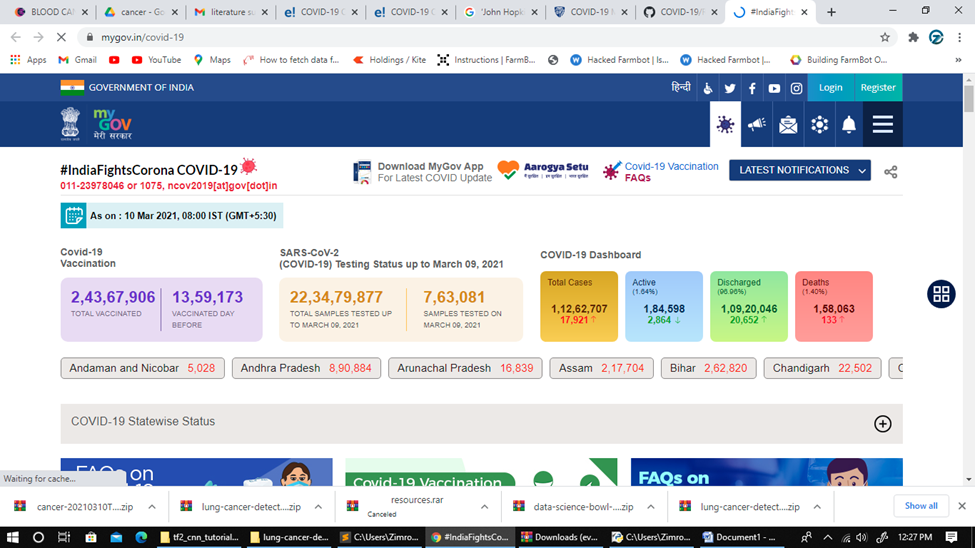 BLOOD CAN
cancer - Go
literature su
COVID-19 C
COVID-19 C
'John Hopk
COVID-19 M
COVID-19/F
#IndiaFights
mygov.in/covid-19
Apps
Gmail
YouTube
Maps
How to fetch data f...
Holdings / Kite
Instructions | FarmB...
Hacked Farmbot | Is...
Hacked Farmbot |...
Building FarmBot O...
GOVERNMENT OF INDIA
हिन्दी
Login
Register
my
GOV
मेरी सरकार
#IndiaFightsCorona COVID-19
011-23978046 or 1075, ncov2019[at]gov[dot]in
Download MyGov App
For Latest COVID Update
Aarogya Setu
Covid-19 Vaccination
FAQs
LATEST NOTIFICATIONS
As on : 10 Mar 2021, 08:00 IST (GMT+5:30)
Covid-19
Vaccination
2,43,67,906
TOTAL VACCINATED
13,59,173
VACCINATED DAY
BEFORE
SARS-CoV-2
(COVID-19) Testing Status up to March 09, 2021
22,34,79,877
TOTAL SAMPLES TESTED UP
TO MARCH 09, 2021
7,63,081
SAMPLES TESTED ON
MARCH 09, 2021
COVID-19 Dashboard
Total Cases
1,12,62,707
17,921 ↑
Active
(1.64%)
1,84,598
2,864 ↓
Discharged
(96.96%)
1,09,20,046
20,652 ↑
Deaths
(1.40%)
1,58,063
133 ↑
Andaman and Nicobar 5,028
Andhra Pradesh 8,90,884
Arunachal Pradesh 16,839
Assam 2,17,704
Bihar 2,62,820
Chandigarh 22,502
COVID-19 Statewise Status
FAQs on
Covid-19 Vaccination
FAQs on
Waiting for cache...
cancer-20210310T....zip
lung-cancer-detect....zip
resources.rar
Canceled
data-science-bowl-....zip
lung-cancer-detect....zip
Show all
tf2_cnn_tutorial...
lung-cancer-de...
C:\Users\Zimro...
#IndiaFightsCo...
Downloads (ev...
C:\Users\Zimro...
Document1 - W...
12:27 PM